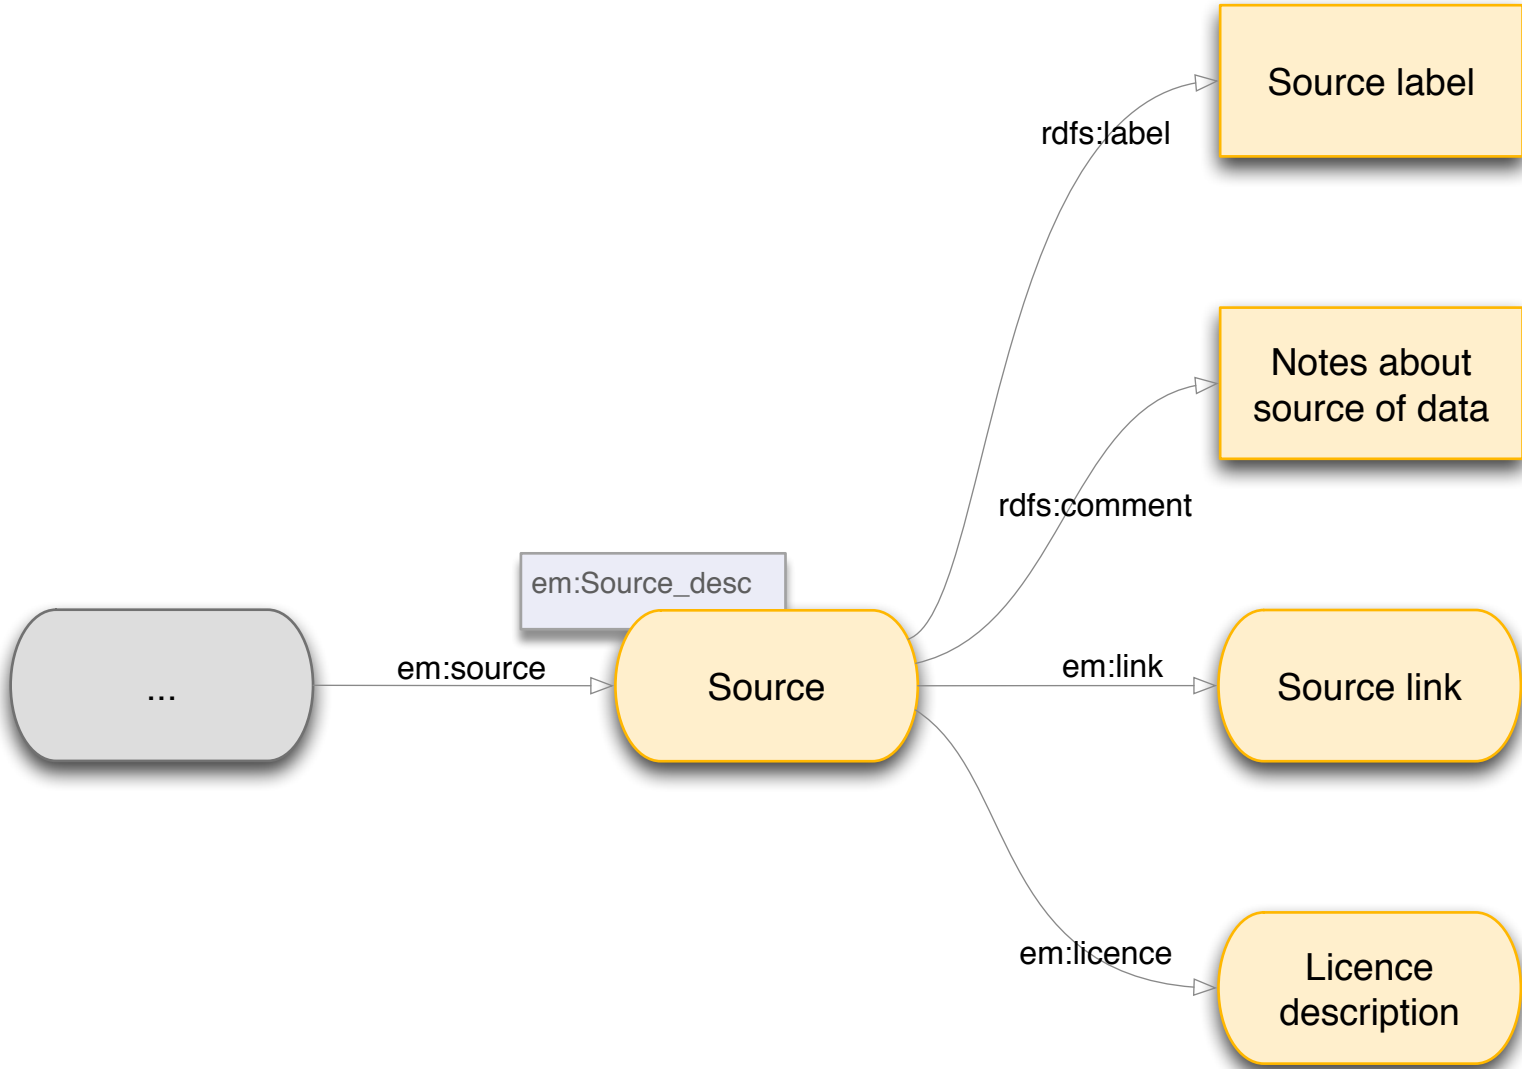 Source label
rdfs:label
Notes about
source of data
rdfs:comment
em:Source_desc
...
em:source
Source
em:link
Source link
em:licence
Licence
description